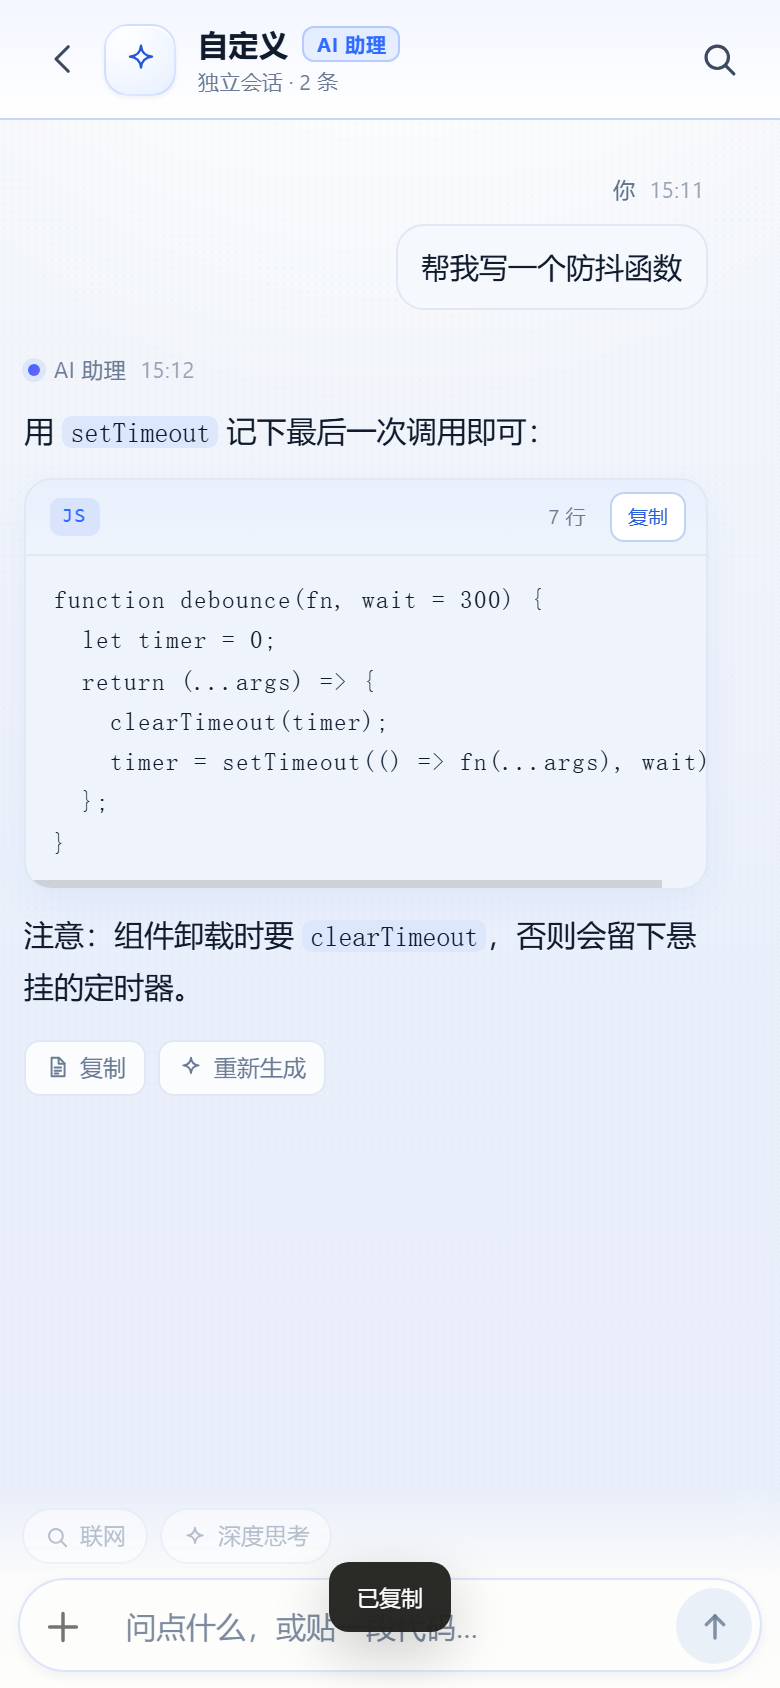 自定义 AI 助理
独立会话 · 2 条
你 15:11
帮我写一个防抖函数
AI 助理 15:12
用 setTimeout 记下最后一次调用即可：
JS 7 行 复制
function debounce(fn, wait = 300) {
  let timer = 0;
  return (...args) => {
    clearTimeout(timer);
    timer = setTimeout(() => fn(...args), wait)
  };
}
注意：组件卸载时要 clearTimeout，否则会留下悬
挂的定时器。
复制 重新生成
联网 深度思考
已复制
问点什么，或贴一段代码...